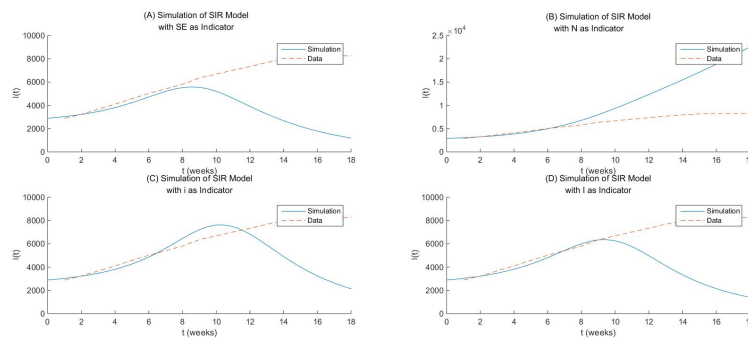 (A) Simulation of SIR Model
with SE as Indicator
10000
8000
6000
4000
2000
0
I(t)
0 2 4 6 8 10 12 14 16 18
t (weeks)
Simulation
Data
(B) Simulation of SIR Model
with N as Indicator
2.5
× 10⁴
2
1.5
1
0.5
0
I(t)
0 2 4 6 8 10 12 14 16 18
t (weeks)
Simulation
Data
(C) Simulation of SIR Model
with i as Indicator
10000
8000
6000
4000
2000
0
I(t)
0 2 4 6 8 10 12 14 16 18
t (weeks)
Simulation
Data
(D) Simulation of SIR Model
with I as Indicator
10000
8000
6000
4000
2000
0
I(t)
0 2 4 6 8 10 12 14 16 18
t (weeks)
Simulation
Data